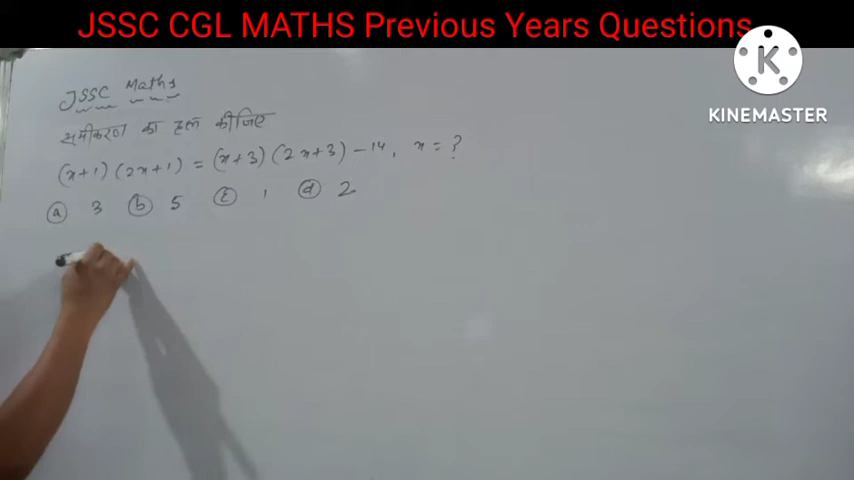 JSSC CGL MATHS Previous Years Questions
KINEMASTER
JSSC Maths
समीकरण का हल कीजिए
(x+1)(2x+1) = (x+3)(2x+3) - 14, x = ?
(a) 3 (b) 5 (c) 1 (d) 2